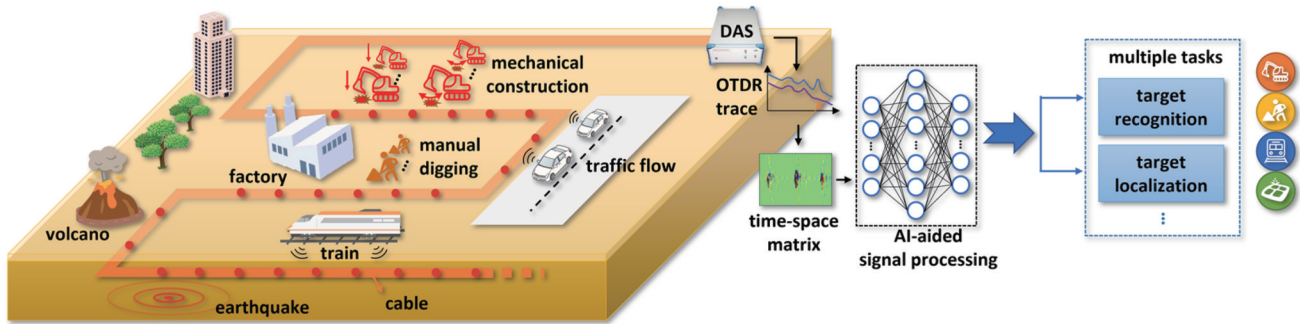 DAS
mechanical
construction
OTDR
trace
multiple tasks
target
recognition
manual
digging
traffic flow
factory
target
localization
volcano
time-space
matrix
AI-aided
signal processing
train
earthquake
cable